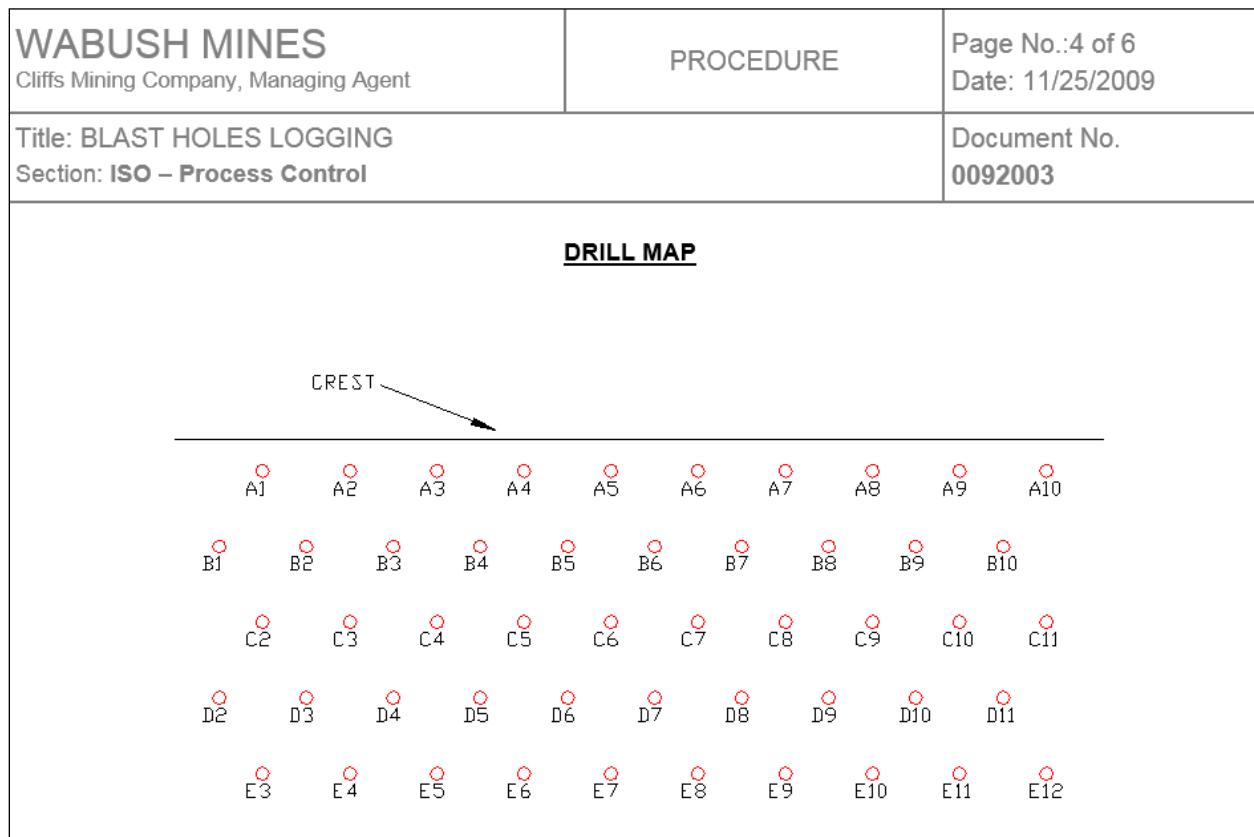 WABUSH MINES
Cliffs Mining Company, Managing Agent
PROCEDURE
Page No.:4 of 6
Date: 11/25/2009
Title: BLAST HOLES LOGGING
Section: ISO – Process Control
Document No.
0092003
DRILL MAP
CREST
A1 A2 A3 A4 A5 A6 A7 A8 A9 A10
B1 B2 B3 B4 B5 B6 B7 B8 B9 B10
C2 C3 C4 C5 C6 C7 C8 C9 C10 C11
D2 D3 D4 D5 D6 D7 D8 D9 D10 D11
E3 E4 E5 E6 E7 E8 E9 E10 E11 E12